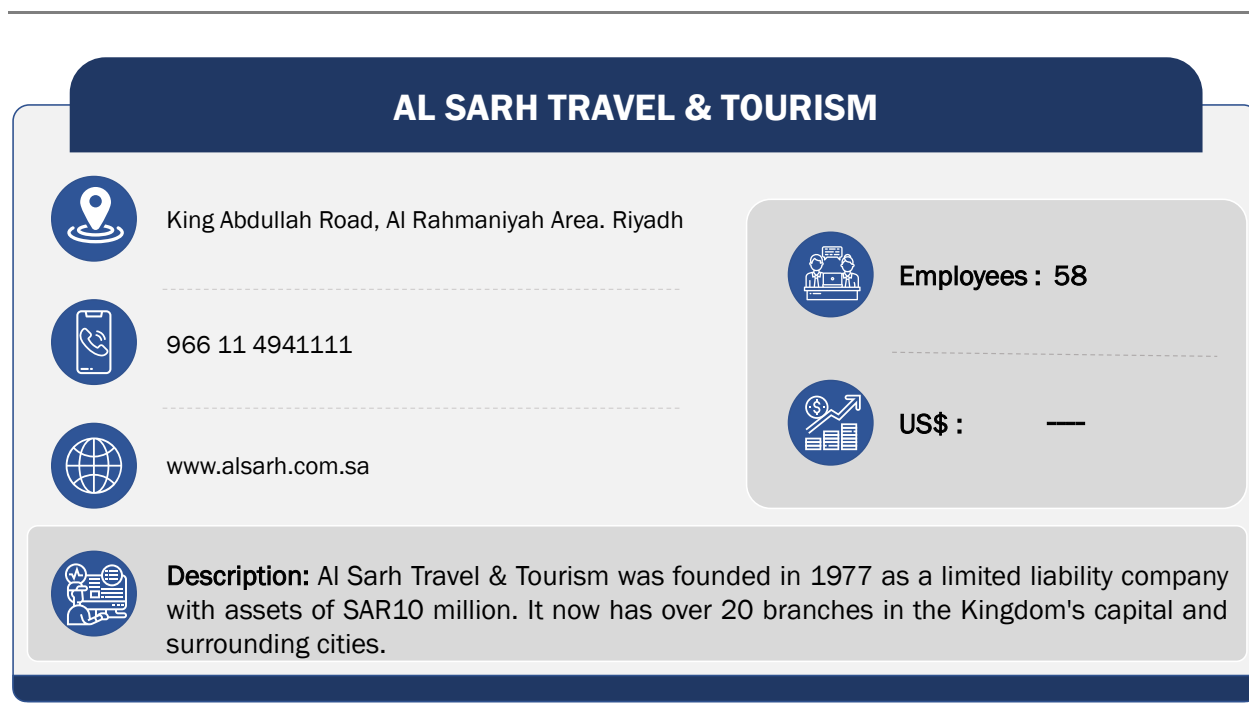 AL SARH TRAVEL & TOURISM
King Abdullah Road, Al Rahmaniyah Area. Riyadh
966 11 4941111
www.alsarh.com.sa
Employees : 58
US$ : ----
Description: Al Sarh Travel & Tourism was founded in 1977 as a limited liability company
with assets of SAR10 million. It now has over 20 branches in the Kingdom's capital and
surrounding cities.